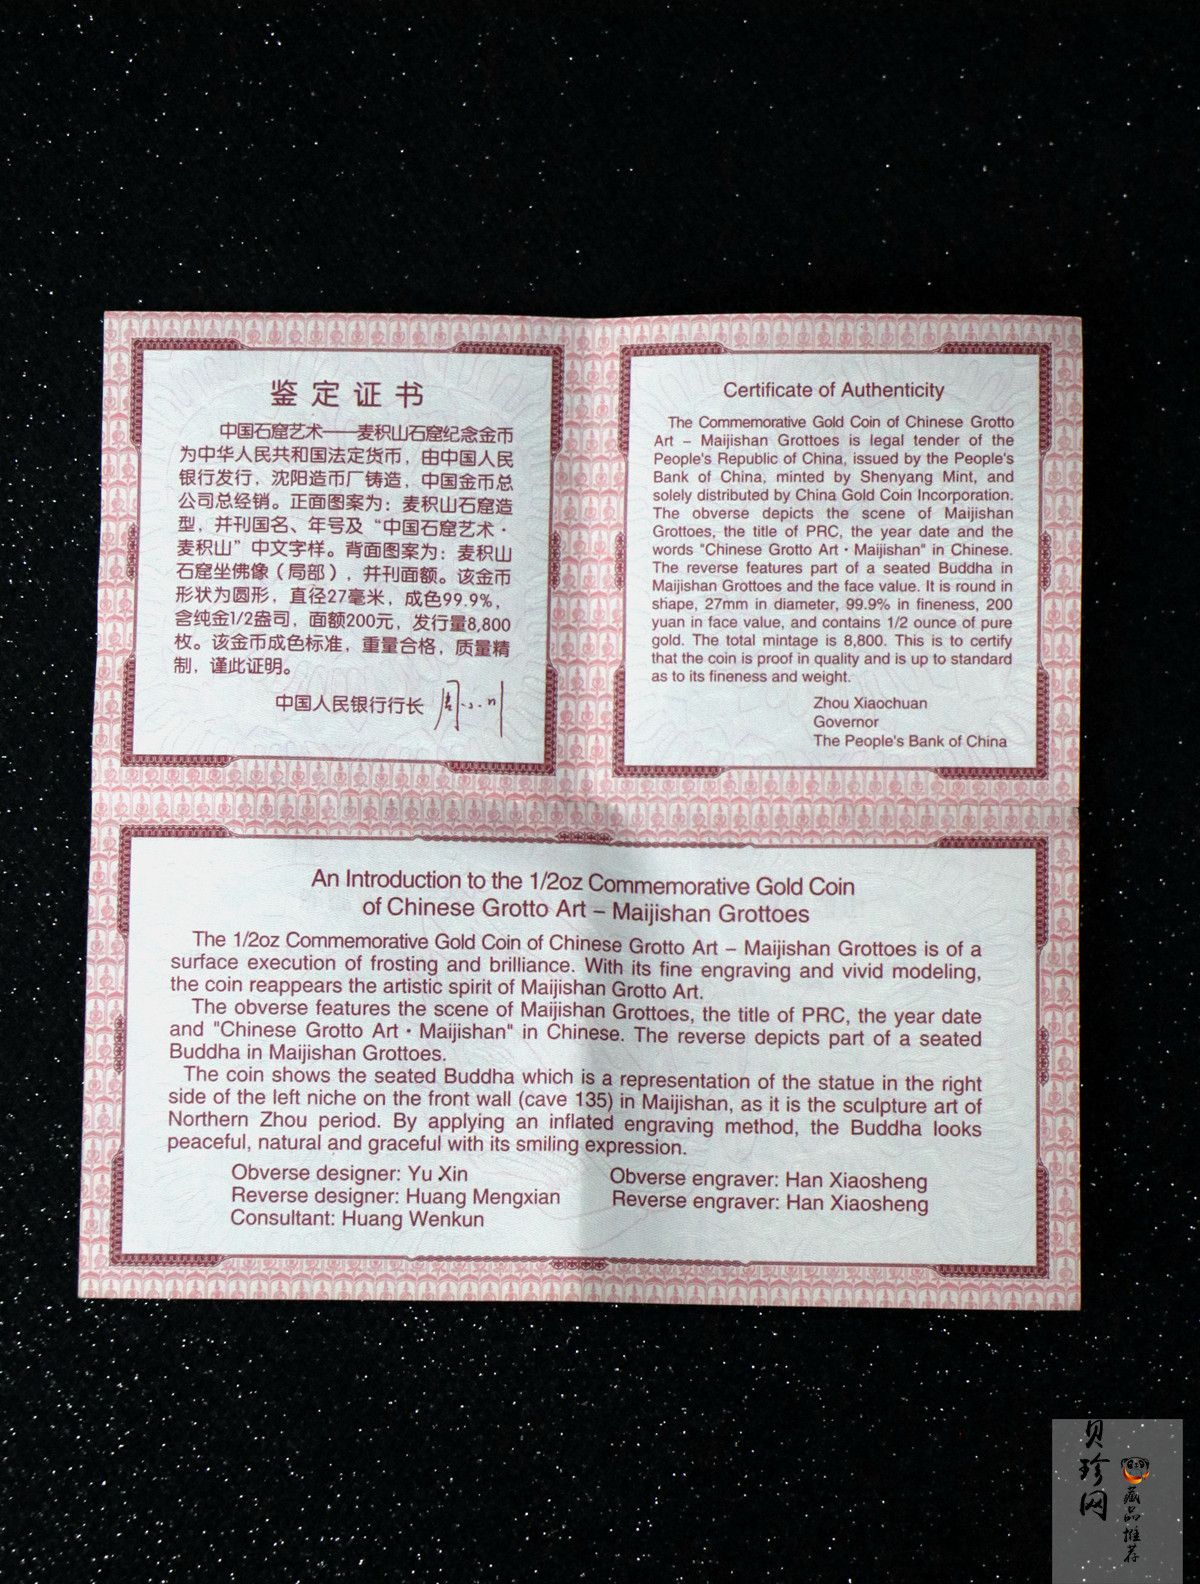 鉴定证书
中国石窟艺术——麦积山石窟纪念金币
为中华人民共和国法定货币，由中国人民
银行发行，沈阳造币厂铸造，中国金币总
公司总经销。正面图案为：麦积山石窟造
型，并刊国名、年号及“中国石窟艺术·
麦积山”中文字样。背面图案为：麦积山
石窟坐佛像（局部），并刊面额。该金币
形状为圆形，直径27毫米，成色99.9%，
含纯金1/2盎司，面额200元，发行量8,800
枚。该金币成色标准，重量合格，质量精
制，谨此证明。
中国人民银行行长
Certificate of Authenticity
The Commemorative Gold Coin of Chinese Grotto
Art – Maijishan Grottoes is legal tender of the
People's Republic of China, issued by the People's
Bank of China, minted by Shenyang Mint, and
solely distributed by China Gold Coin Incorporation.
The obverse depicts the scene of Maijishan
Grottoes, the title of PRC, the year date and the
words "Chinese Grotto Art · Maijishan" in Chinese.
The reverse features part of a seated Buddha in
Maijishan Grottoes and the face value. It is round in
shape, 27mm in diameter, 99.9% in fineness, 200
yuan in face value, and contains 1/2 ounce of pure
gold. The total mintage is 8,800. This is to certify
that the coin is proof in quality and is up to standard
as to its fineness and weight.
Zhou Xiaochuan
Governor
The People's Bank of China
An Introduction to the 1/2oz Commemorative Gold Coin
of Chinese Grotto Art – Maijishan Grottoes
The 1/2oz Commemorative Gold Coin of Chinese Grotto Art – Maijishan Grottoes is of a
surface execution of frosting and brilliance. With its fine engraving and vivid modeling,
the coin reappears the artistic spirit of Maijishan Grotto Art.
The obverse features the scene of Maijishan Grottoes, the title of PRC, the year date
and "Chinese Grotto Art · Maijishan" in Chinese. The reverse depicts part of a seated
Buddha in Maijishan Grottoes.
The coin shows the seated Buddha which is a representation of the statue in the right
side of the left niche on the front wall (cave 135) in Maijishan, as it is the sculpture art of
Northern Zhou period. By applying an inflated engraving method, the Buddha looks
peaceful, natural and graceful with its smiling expression.
Obverse designer: Yu Xin
Reverse designer: Huang Mengxian
Consultant: Huang Wenkun
Obverse engraver: Han Xiaosheng
Reverse engraver: Han Xiaosheng
贝珍网
藏品推荐